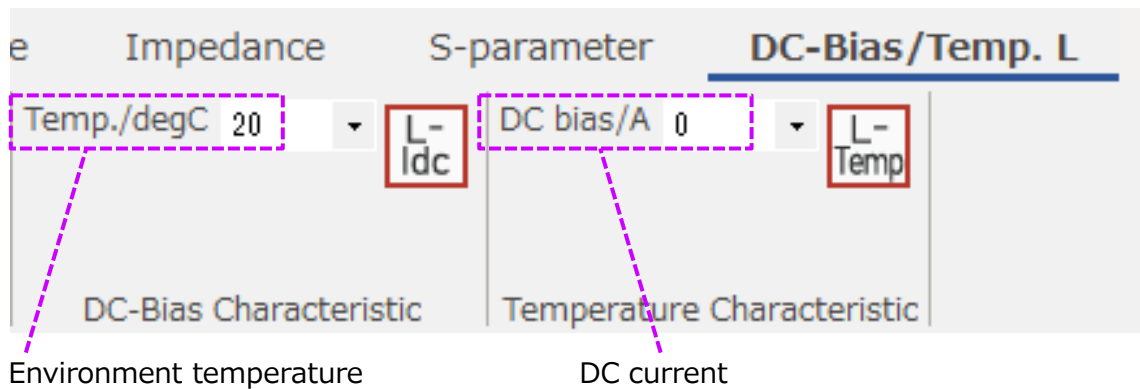 e Impedance S-parameter DC-Bias/Temp. L
Temp./degC 20 L-Idc DC bias/A 0 L-Temp
DC-Bias Characteristic Temperature Characteristic
Environment temperature DC current